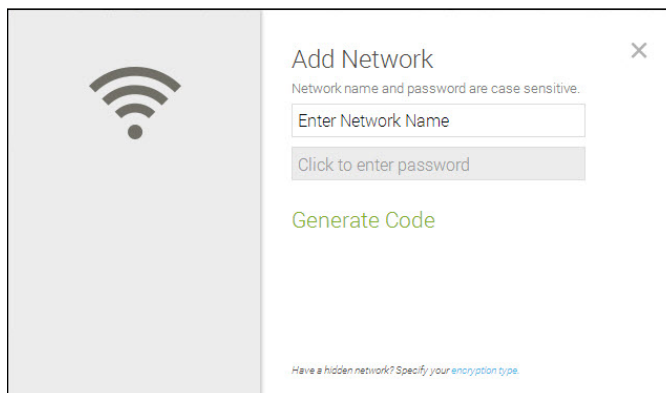 Add Network
Network name and password are case sensitive.
Enter Network Name
Click to enter password
Generate Code
Have a hidden network? Specify your encryption type.